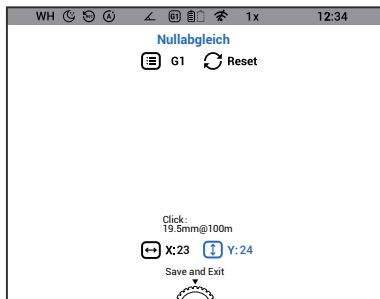 WH A G1 1x 12:34
Nullabgleich
G1 Reset
Click:
19.5mm@100m
X:23 Y:24
Save and Exit